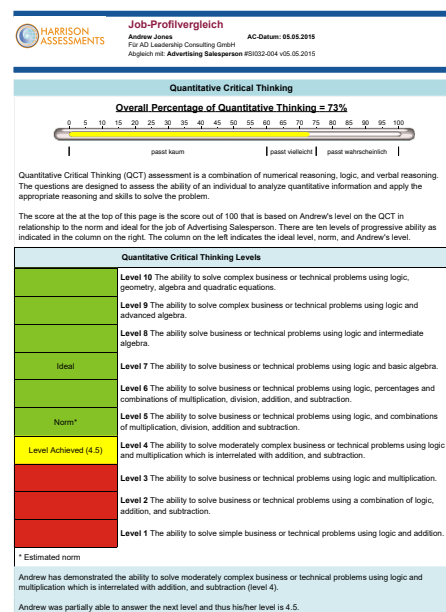 HARRISON
ASSESSMENTS
Job-Profilvergleich
Andrew Jones AC-Datum: 05.05.2015
Für AD Leadership Consulting GmbH
Abgleich mit: Advertising Salesperson #SI032-004 v05.05.2015
Quantitative Critical Thinking
Overall Percentage of Quantitative Thinking = 73%
0 5 10 15 20 25 30 35 40 45 50 55 60 65 70 75 80 85 90 95 100
passt kaum passt vielleicht passt wahrscheinlich
Quantitative Critical Thinking (QCT) assessment is a combination of numerical reasoning, logic, and verbal reasoning.
The questions are designed to assess the ability of an individual to analyze quantitative information and apply the
appropriate reasoning and skills to solve the problem.
The score at the at the top of this page is the score out of 100 that is based on Andrew's level on the QCT in
relationship to the norm and ideal for the job of Advertising Salesperson. There are ten levels of progressive ability as
indicated in the column on the right. The column on the left indicates the ideal level, norm, and Andrew's level.
Quantitative Critical Thinking Levels
Level 10 The ability to solve complex business or technical problems using logic,
geometry, algebra and quadratic equations.
Level 9 The ability to solve complex business or technical problems using logic and
advanced algebra.
Level 8 The ability solve business or technical problems using logic and intermediate
algebra.
Ideal Level 7 The ability to solve business or technical problems using logic and basic algebra.
Level 6 The ability to solve business or technical problems using logic, percentages and
combinations of multiplication, division, addition, and subtraction.
Norm* Level 5 The ability to solve business or technical problems using logic, and combinations
of multiplication, division, addition and subtraction.
Level Achieved (4.5) Level 4 The ability to solve moderately complex business or technical problems using logic
and multiplication which is interrelated with addition, and subtraction.
Level 3 The ability to solve business or technical problems using logic and multiplication.
Level 2 The ability to solve business or technical problems using a combination of logic,
addition, and subtraction.
Level 1 The ability to solve simple business or technical problems using logic and addition.
* Estimated norm
Andrew has demonstrated the ability to solve moderately complex business or technical problems using logic and
multiplication which is interrelated with addition, and subtraction (level 4).
Andrew was partially able to answer the next level and thus his/her level is 4.5.